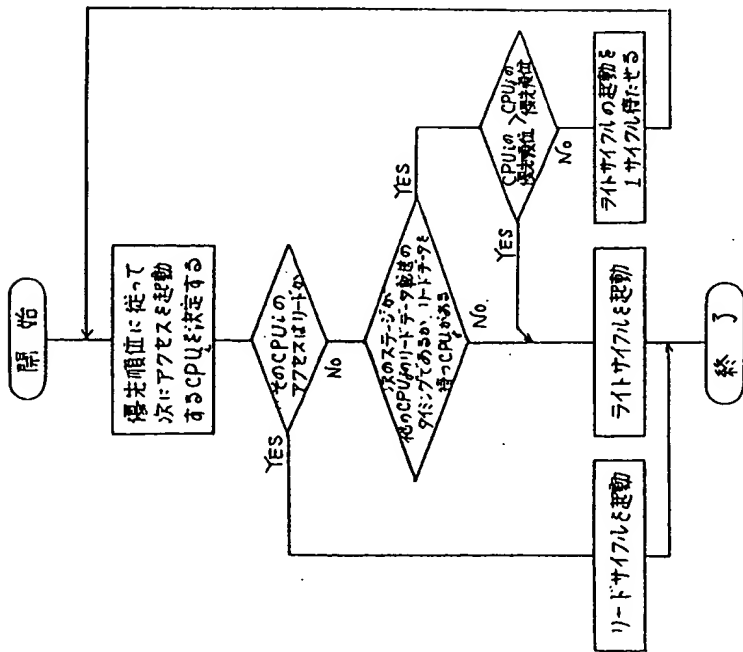 開始
優先順位に従って
次にアクセスを起動
するCPUiを決定する
そのCPUiの
アクセスはリードか
YES
NO
次のステージが
他のCPUjのリードデータ転送の
タイミングであるか、リードデータを
待つCPUがある
YES
NO.
CPUiの
優先順位
>
CPUjの
優先順位
YES
NO
リードサイクルを起動
ライトサイクルを起動
ライトサイクルの起動を
1サイクル待たせる
終了